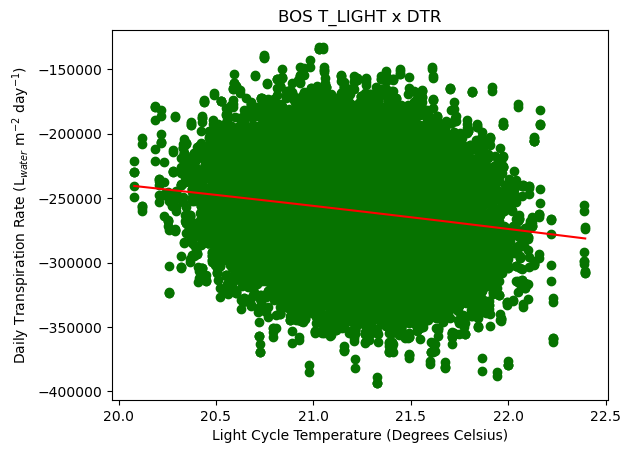 BOS T_LIGHT x DTR
Daily Transpiration Rate (L_water m⁻² day⁻¹)
−150000
−200000
−250000
−300000
−350000
−400000
20.0 20.5 21.0 21.5 22.0 22.5
Light Cycle Temperature (Degrees Celsius)